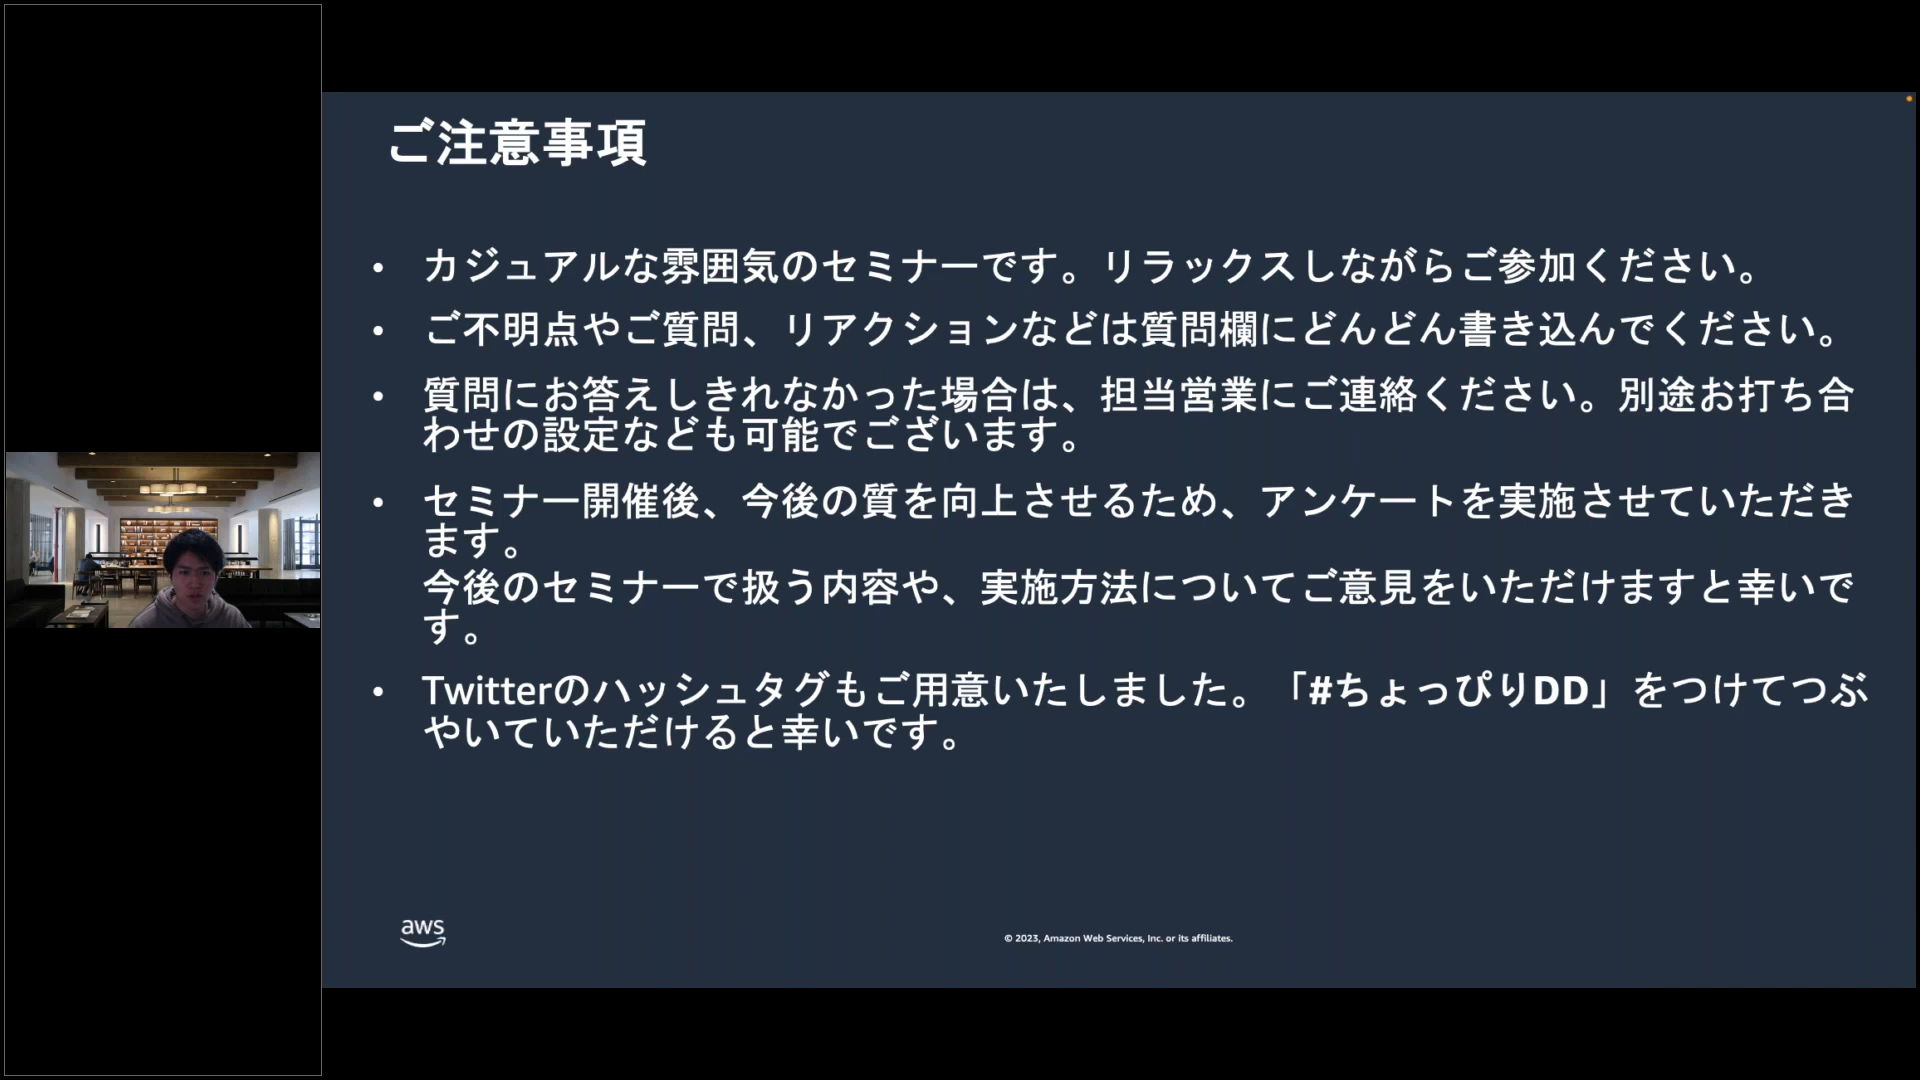 ご注意事項
• カジュアルな雰囲気のセミナーです。リラックスしながらご参加ください。
• ご不明点やご質問、リアクションなどは質問欄にどんどん書き込んでください。
• 質問にお答えしきれなかった場合は、担当営業にご連絡ください。別途お打ち合
わせの設定なども可能でございます。
• セミナー開催後、今後の質を向上させるため、アンケートを実施させていただき
ます。
今後のセミナーで扱う内容や、実施方法についてご意見をいただけますと幸いで
す。
• Twitterのハッシュタグもご用意いたしました。「#ちょっぴりDD」をつけてつぶ
やいていただけると幸いです。
aws
© 2023, Amazon Web Services, Inc. or its affiliates.